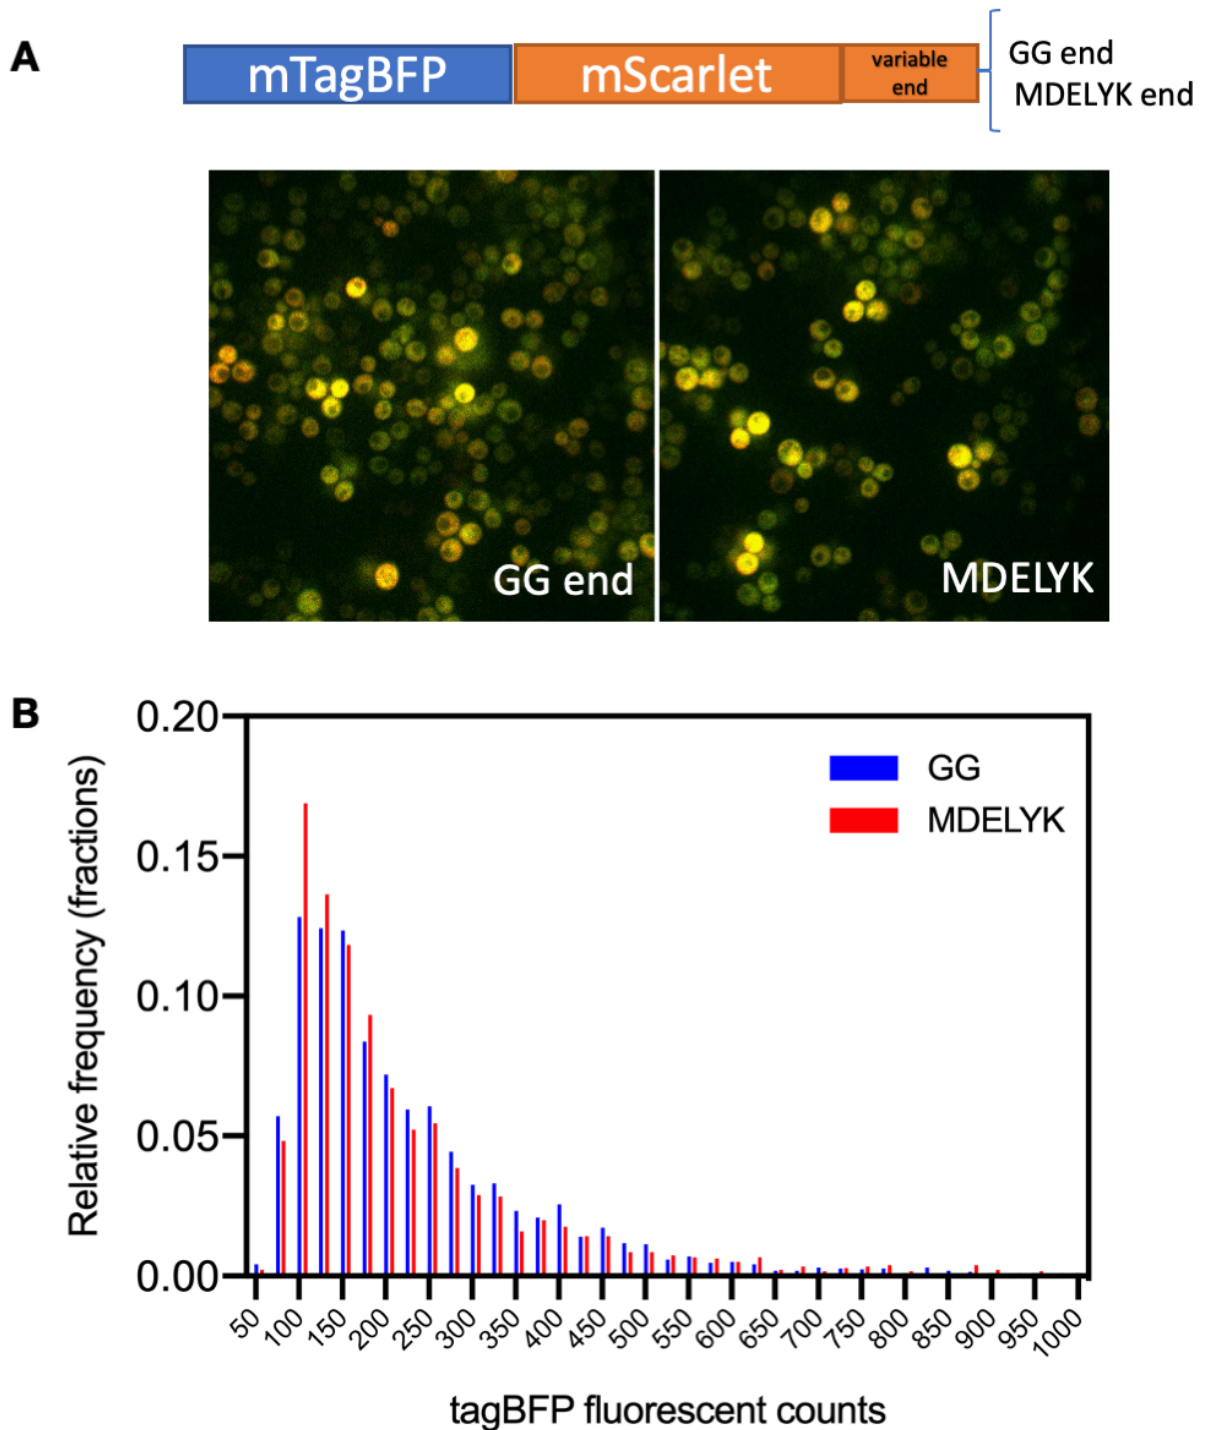 A
mTagBFP
mScarlet
variable
end
GG end
MDELYK end
GG end
MDELYK
B
Relative frequency (fractions)
0.20
0.15
0.10
0.05
0.00
GG
MDELYK
50
100
150
200
250
300
350
400
450
500
550
600
650
700
750
800
850
900
950
1000
tagBFP fluorescent counts